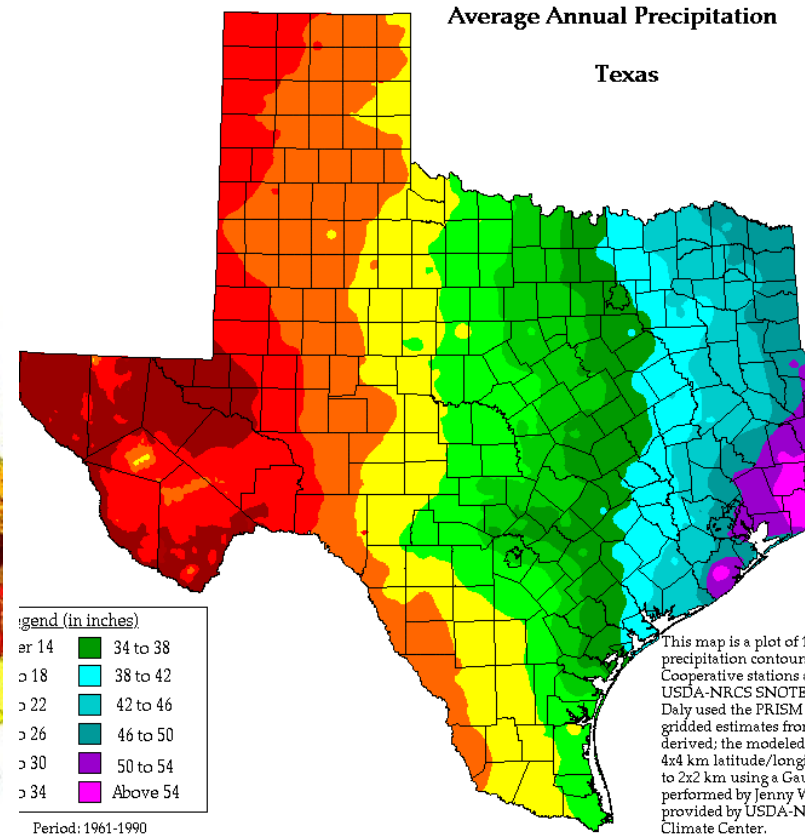 Average Annual Precipitation
Texas
egend (in inches)
er 14 34 to 38
o 18 38 to 42
o 22 42 to 46
o 26 46 to 50
o 30 50 to 54
o 34 Above 54
Period: 1961-1990
This map is a plot of 1
precipitation contour
Cooperative stations a
USDA-NRCS SNOTE
Daly used the PRISM
gridded estimates from
derived; the modeled
4x4 km latitude/longi
to 2x2 km using a Gau
performed by Jenny W
provided by USDA-N
Climate Center.